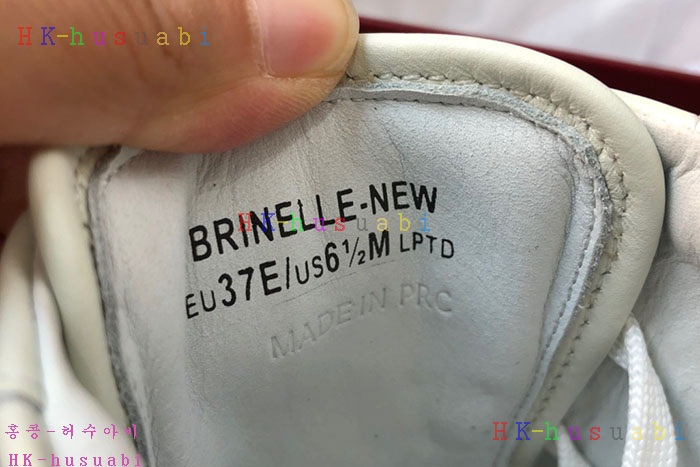 HK-husuabi
BRINELLE-NEW
HK-husuabi
EU37E/US6½M LPTD
MADE IN PRC
홍콩-허수아비
HK-husuabi
HK-husuabi